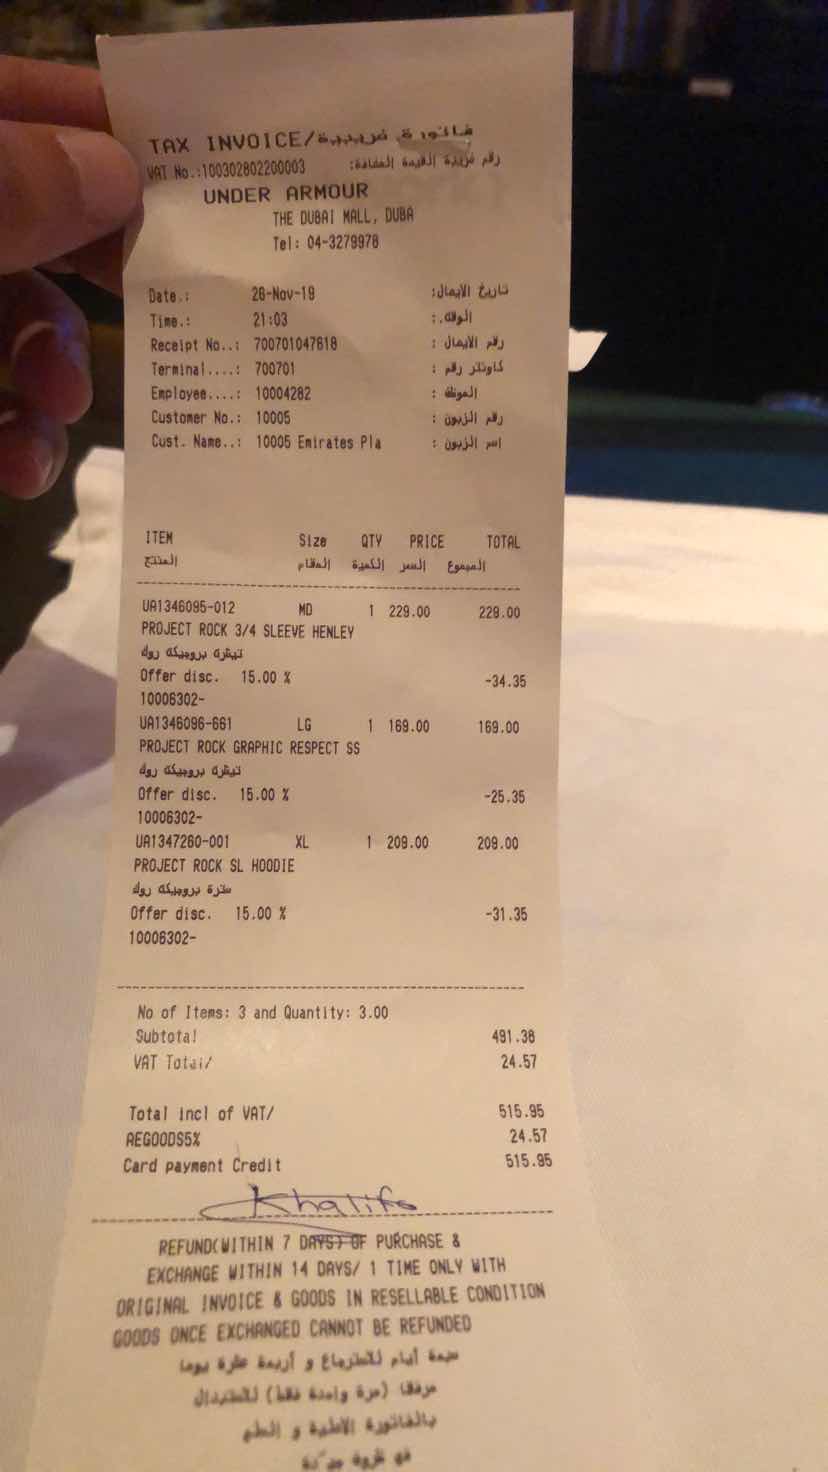 TAX INVOICE/فاتورة ضريبية
VAT No.:100302802200003 رقم ضريبة القيمة المضافة:
UNDER ARMOUR
THE DUBAI MALL, DUBA
Tel: 04-3279978
Date.: 26-Nov-19 تاريخ الايصال:
Time.: 21:03 الوقت.:
Receipt No..: 700701047618 رقم الايصال :
Terminal....: 700701 كاونتر رقم :
Employee....: 10004282 الموظف :
Customer No.: 10005 رقم الزبون :
Cust. Name..: 10005 Emirates Pla اسم الزبون :
ITEM Size QTY PRICE TOTAL
المنتج المقاس الكمية السعر المجموع
UA1346095-012 MD 1 229.00 229.00
PROJECT ROCK 3/4 SLEEVE HENLEY
تيشرت بروجيكت روك
Offer disc. 15.00 % -34.35
10006302-
UA1346096-661 LG 1 169.00 169.00
PROJECT ROCK GRAPHIC RESPECT SS
تيشرت بروجيكت روك
Offer disc. 15.00 % -25.35
10006302-
UA1347260-001 XL 1 209.00 209.00
PROJECT ROCK SL HOODIE
سترة بروجيكت روك
Offer disc. 15.00 % -31.35
10006302-
No of Items: 3 and Quantity: 3.00
Subtotal 491.38
VAT Total/ 24.57
Total incl of VAT/ 515.95
AEGOODS5% 24.57
Card payment Credit 515.95
Khalifa
REFUND(WITHIN 7 DAYS) OF PURCHASE &
EXCHANGE WITHIN 14 DAYS/ 1 TIME ONLY WITH
ORIGINAL INVOICE & GOODS IN RESELLABLE CONDITION
GOODS ONCE EXCHANGED CANNOT BE REFUNDED
سبعة أيام للاسترجاع و أربعة عشرة يوما
مرفقا (مرة واحدة فقط) للاستبدال
بالفاتورة الأصلية و السلع